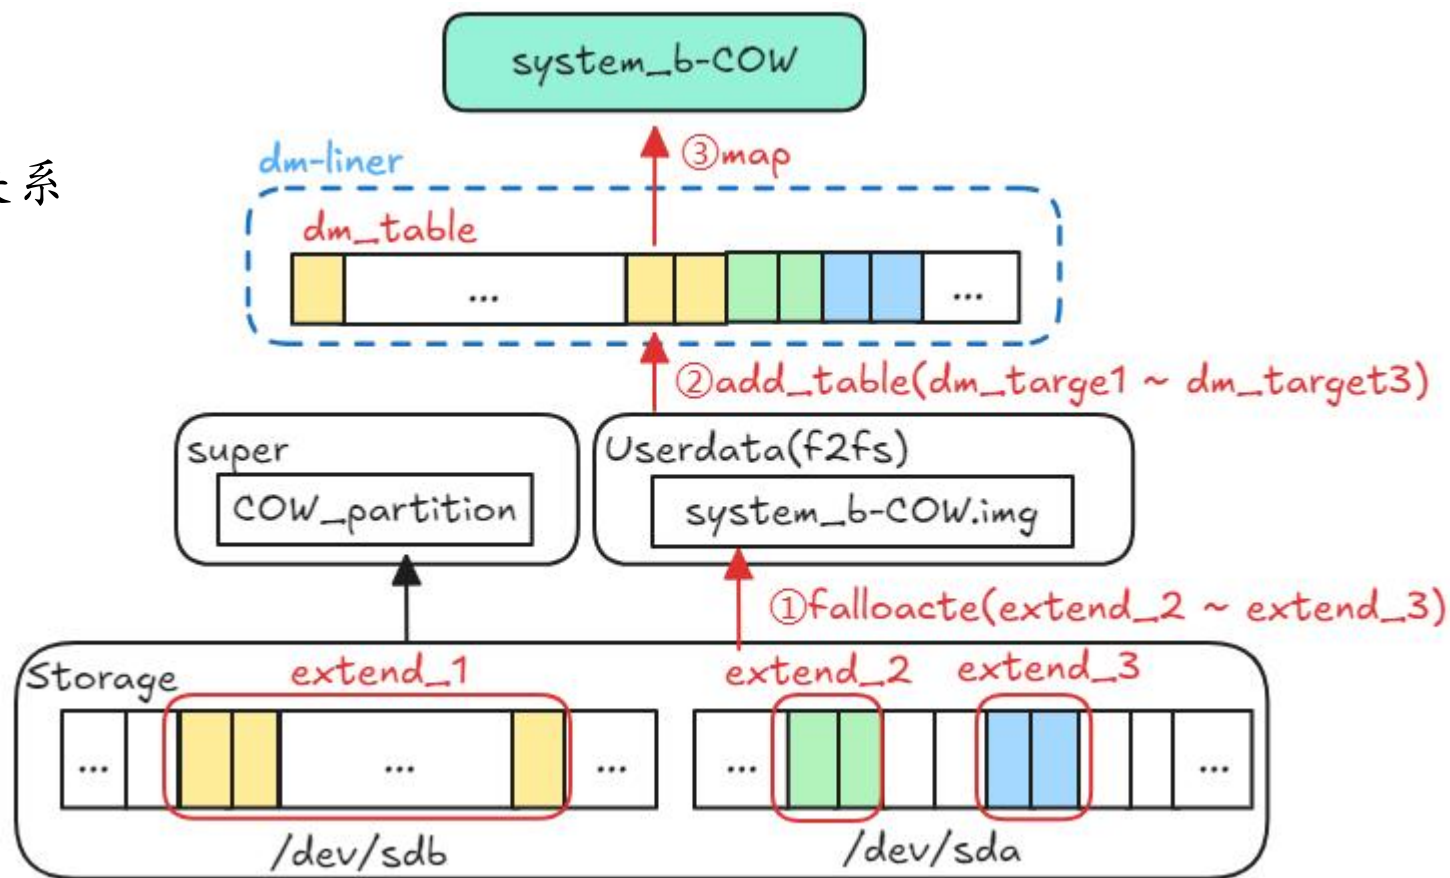 system_b-COW
③map
dm-liner
系
dm_table
...
...
②add_table(dm_targe1 ~ dm_target3)
super
Userdata(f2fs)
COW_partition
system_b-COW.img
①falloacte(extend_2 ~ extend_3)
Storage
extend_1
extend_2
extend_3
...
...
...
...
...
/dev/sdb
/dev/sda